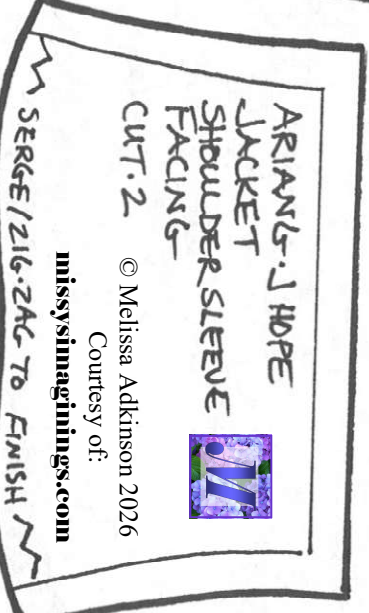 ARIANG•J HOPE
JACKET
SHOULDER SLEEVE
FACING
CUT•2
© Melissa Adkinson 2026
Courtesy of:
missysimaginings.com
SERGE/ZIG•ZAG TO FINISH
M